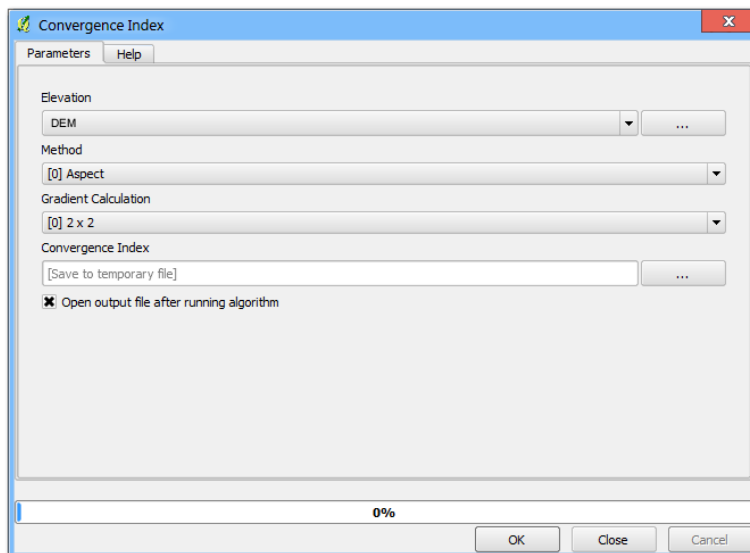 Convergence Index
Parameters Help
Elevation
DEM ...
Method
[0] Aspect
Gradient Calculation
[0] 2 x 2
Convergence Index
[Save to temporary file] ...
Open output file after running algorithm
0%
OK Close Cancel